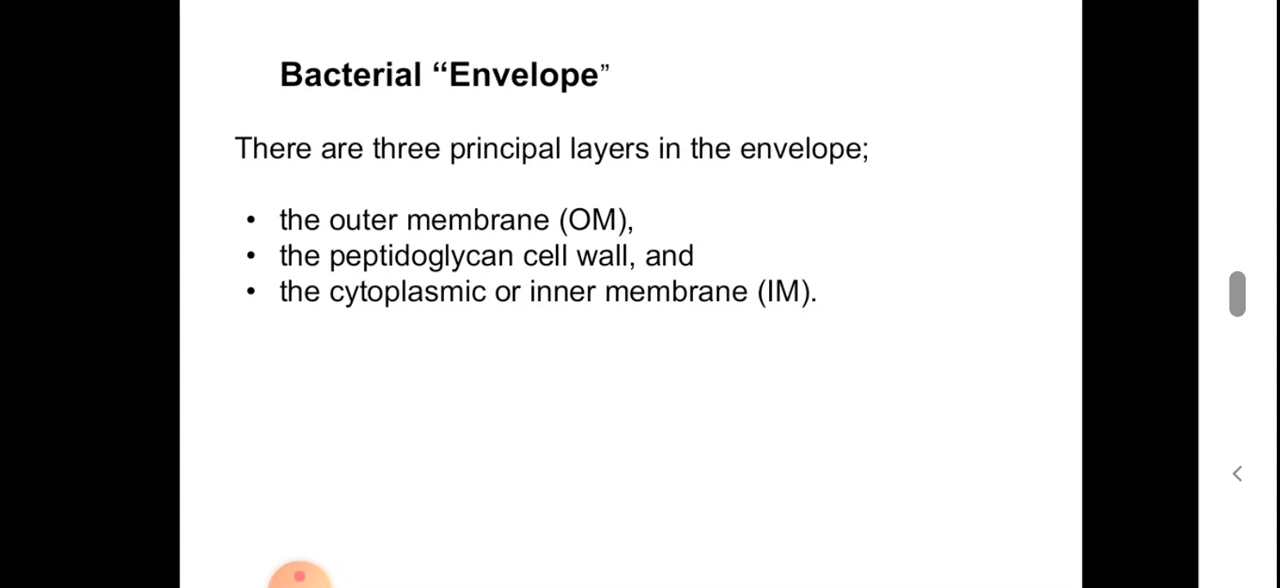 Bacterial “Envelope”
There are three principal layers in the envelope;
• the outer membrane (OM),
• the peptidoglycan cell wall, and
• the cytoplasmic or inner membrane (IM).